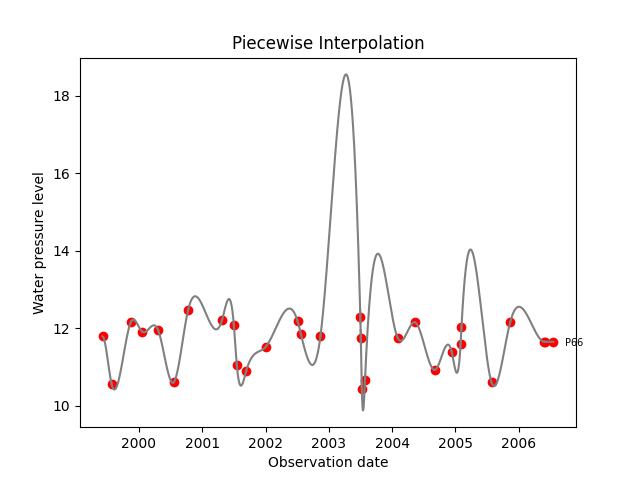 Piecewise Interpolation
Water pressure level
18
16
14
12
10
P66
2000 2001 2002 2003 2004 2005 2006
Observation date